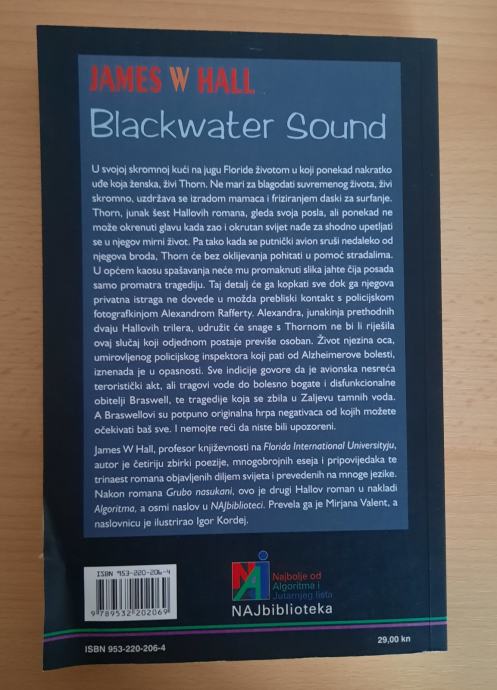 JAMES W HALL
Blackwater Sound
U svojoj skromnoj kući na jugu Floride životom u koji ponekad nakratko
uđe koja ženska, živi Thorn. Ne mari za blagodati suvremenog života, živi
skromno, uzdržava se izradom mamaca i friziranjem daski za surfanje.
Thorn, junak šest Hallovih romana, gleda svoja posla, ali ponekad ne
može okrenuti glavu kada zao i okrutan svijet nađe za shodno upletjati
se u njegov mirni život. Pa tako kada se putnički avion sruši nedaleko od
njegova broda, Thorn će bez oklijevanja pohitati u pomoć stradalima.
U općem kaosu spašavanja neće mu promaknuti slika jahte čija posada
samo promatra tragediju. Taj detalj će ga kopkati sve dok ga njegova
privatna istraga ne dovede u možda prebliski kontakt s policijskom
fotografkinjom Alexandrom Rafferty. Alexandra, junakinja prethodnih
dvaju Hallovih trilera, udružit će snage s Thornom ne bi li riješila
ovaj slučaj koji odjednom postaje previše osoban. Život njezina oca,
umirovljenog policijskog inspektora koji pati od Alzheimerove bolesti,
iznenada je u opasnosti. Sve indicije govore da je avionska nesreća
teroristički akt, ali tragovi vode do bolesno bogate i disfunkcionalne
obitelji Braswell, te tragedije koja se zbila u Zaljevu tamnih voda.
A Braswellovi su potpuno originalna hrpa negativaca od kojih možete
očekivati baš sve. I nemojte reći da niste bili upozoreni.
James W Hall, profesor književnosti na Florida International Universityju,
autor je četiriju zbirki poezije, mnogobrojnih eseja i pripovijedaka te
trinaest romana objavljenih diljem svijeta i prevedenih na mnoge jezike.
Nakon romana Grubo nasukani, ovo je drugi Hallov roman u nakladi
Algoritma, a osmi naslov u NAJbiblioteci. Prevela ga je Mirjana Valent, a
naslovnicu je ilustrirao Igor Kordej.
ISBN 953-220-206-4
9 789532 202069
NAJ
Najbolje od
Algoritma i
Jutarnjeg lista
NAJbiblioteka
ISBN 953-220-206-4
29,00 kn